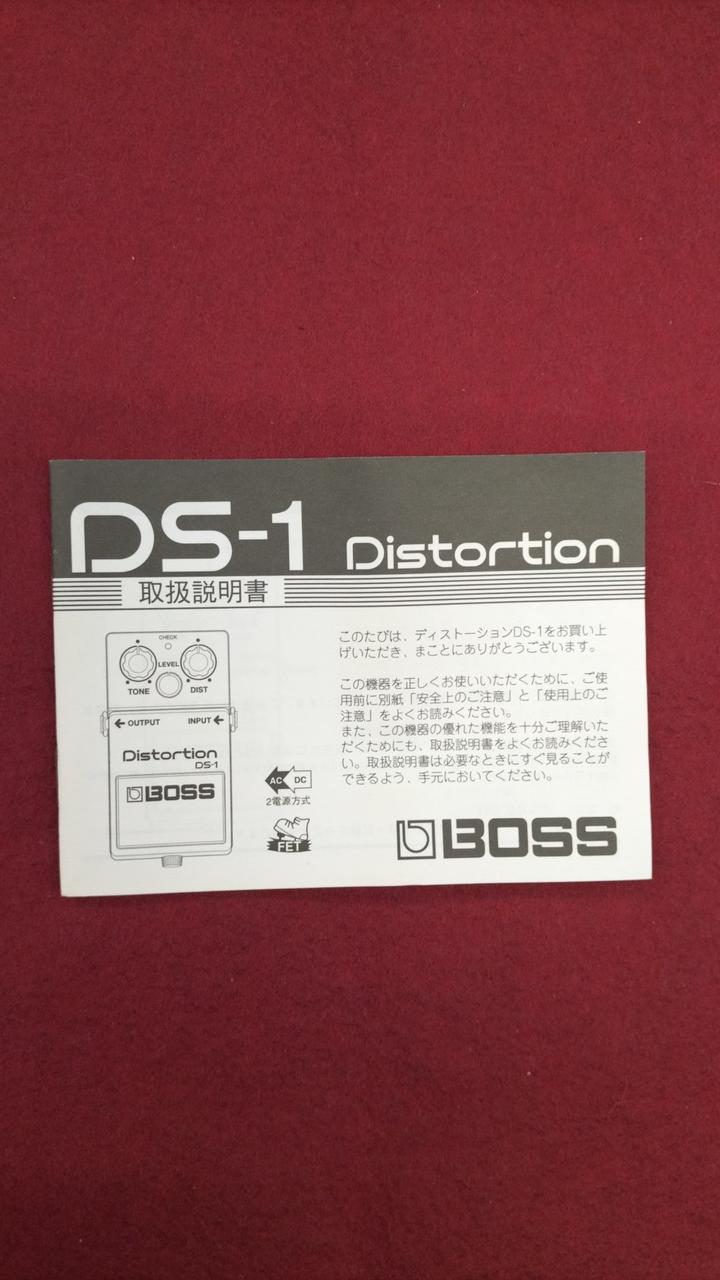 DS-1 Distortion
取扱説明書
CHECK
LEVEL
TONE DIST
OUTPUT INPUT
Distortion
DS-1
BOSS
AC DC
2電源方式
FET
このたびは、ディストーションDS-1をお買い上
げいただき、まことにありがとうございます。
この機器を正しくお使いいただくために、ご使
用前に別紙「安全上のご注意」と「使用上のご
注意」をよくお読みください。
また、この機器の優れた機能を十分ご理解いた
だくためにも、取扱説明書をよくお読みくださ
い。取扱説明書は必要なときにすぐ見ることが
できるよう、手元においてください。
BOSS